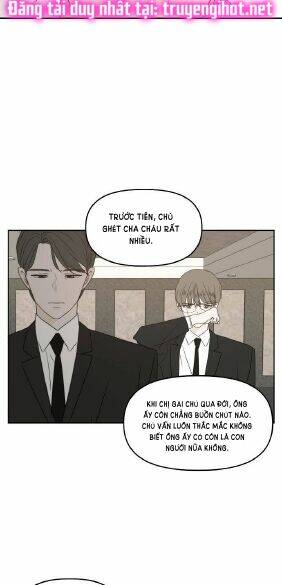 Đăng tải duy nhất tại: truyengihot.net
TRƯỚC TIÊN, CHÚ
GHÉT CHA CHÁU RẤT
NHIỀU.
KHI CHỊ GÁI CHÚ QUA ĐỜI, ÔNG
ẤY CÒN CHẲNG BUỒN CHÚT NÀO.
CHÚ VẪN LUÔN THẮC MẮC KHÔNG
BIẾT ÔNG ẤY CÓ CÒN LÀ CON
NGƯỜI NỮA KHÔNG.